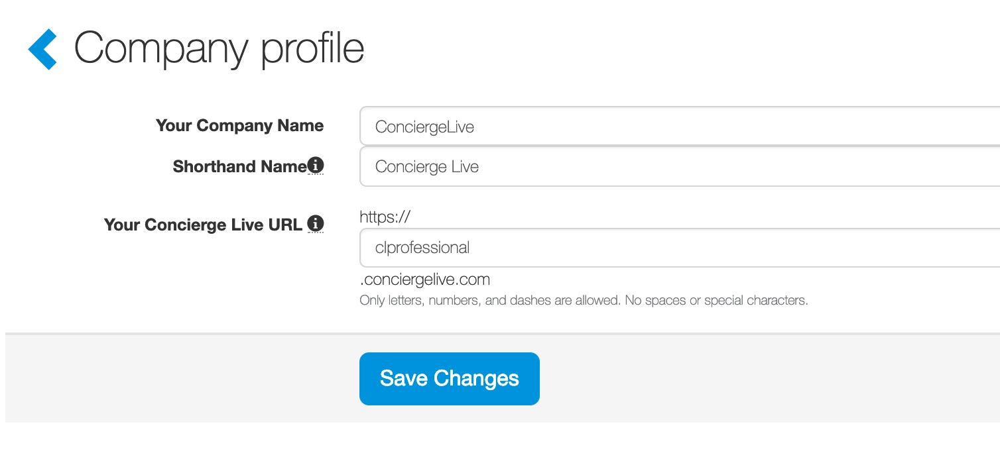 Company profile
Your Company Name
ConciergeLive
Shorthand Name
Concierge Live
Your Concierge Live URL
https://
clprofessional
.conciergelive.com
Only letters, numbers, and dashes are allowed. No spaces or special characters.
Save Changes